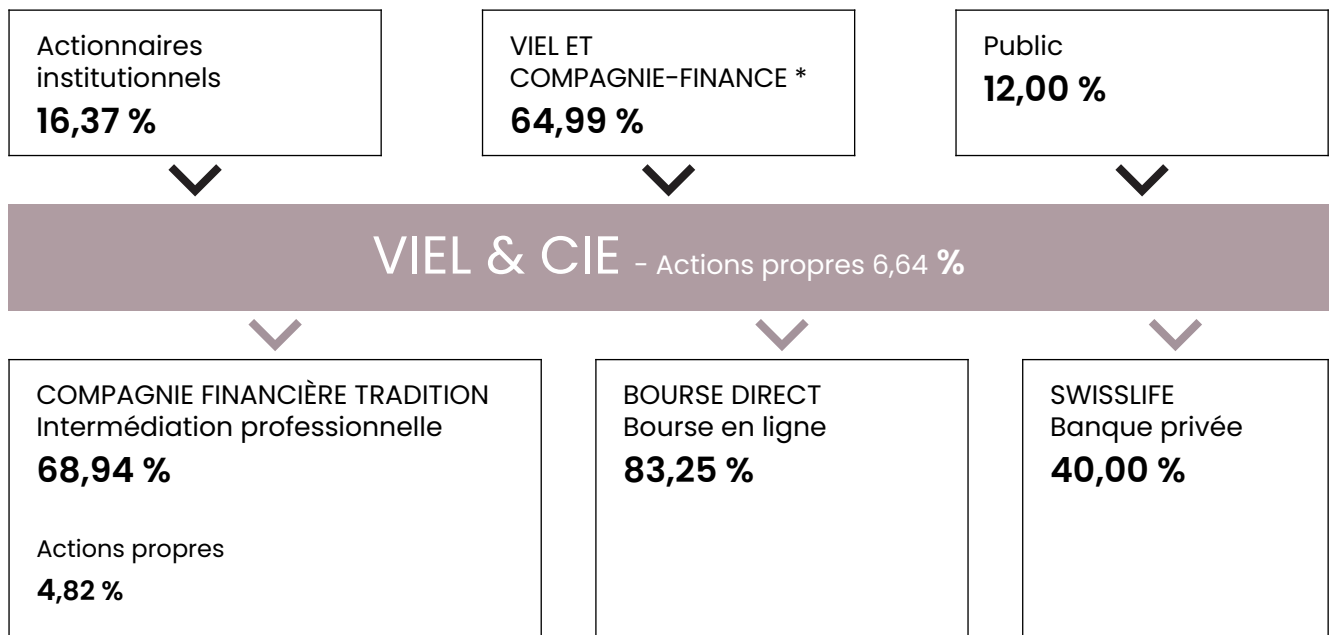 Actionnaires
institutionnels
16,37 %
VIEL ET
COMPAGNIE-FINANCE *
64,99 %
Public
12,00 %
VIEL & CIE - Actions propres 6,64 %
COMPAGNIE FINANCIÈRE TRADITION
Intermédiation professionnelle
68,94 %
Actions propres
4,82 %
BOURSE DIRECT
Bourse en ligne
83,25 %
SWISSLIFE
Banque privée
40,00 %